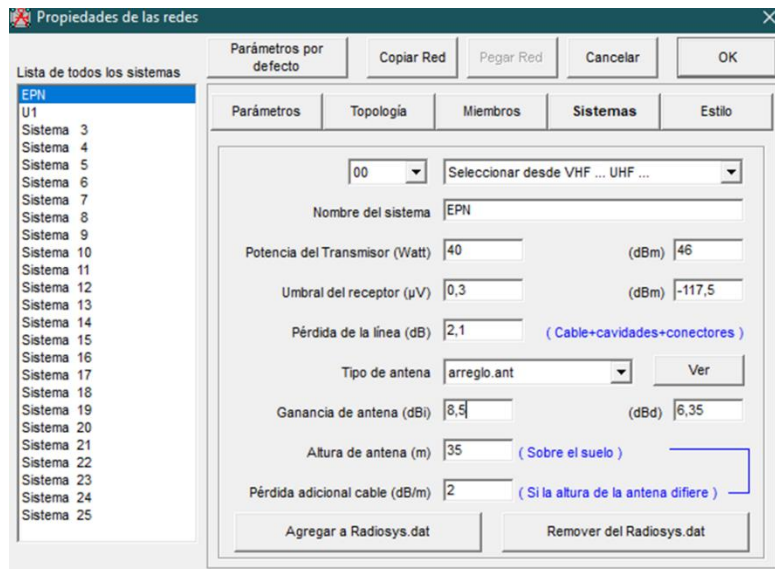 Propiedades de las redes
Parámetros por defecto
Copiar Red
Pegar Red
Cancelar
OK
Lista de todos los sistemas
EPN
U1
Sistema 3
Sistema 4
Sistema 5
Sistema 6
Sistema 7
Sistema 8
Sistema 9
Sistema 10
Sistema 11
Sistema 12
Sistema 13
Sistema 14
Sistema 15
Sistema 16
Sistema 17
Sistema 18
Sistema 19
Sistema 20
Sistema 21
Sistema 22
Sistema 23
Sistema 24
Sistema 25
Parámetros Topología Miembros Sistemas Estilo
00 Seleccionar desde VHF ... UHF ...
Nombre del sistema EPN
Potencia del Transmisor (Watt) 40 (dBm) 46
Umbral del receptor (µV) 0,3 (dBm) -117,5
Pérdida de la línea (dB) 2,1 ( Cable+cavidades+conectores )
Tipo de antena arreglo.ant Ver
Ganancia de antena (dBi) 8,5 (dBd) 6,35
Altura de antena (m) 35 ( Sobre el suelo )
Pérdida adicional cable (dB/m) 2 ( Si la altura de la antena difiere )
Agregar a Radiosys.dat Remover del Radiosys.dat